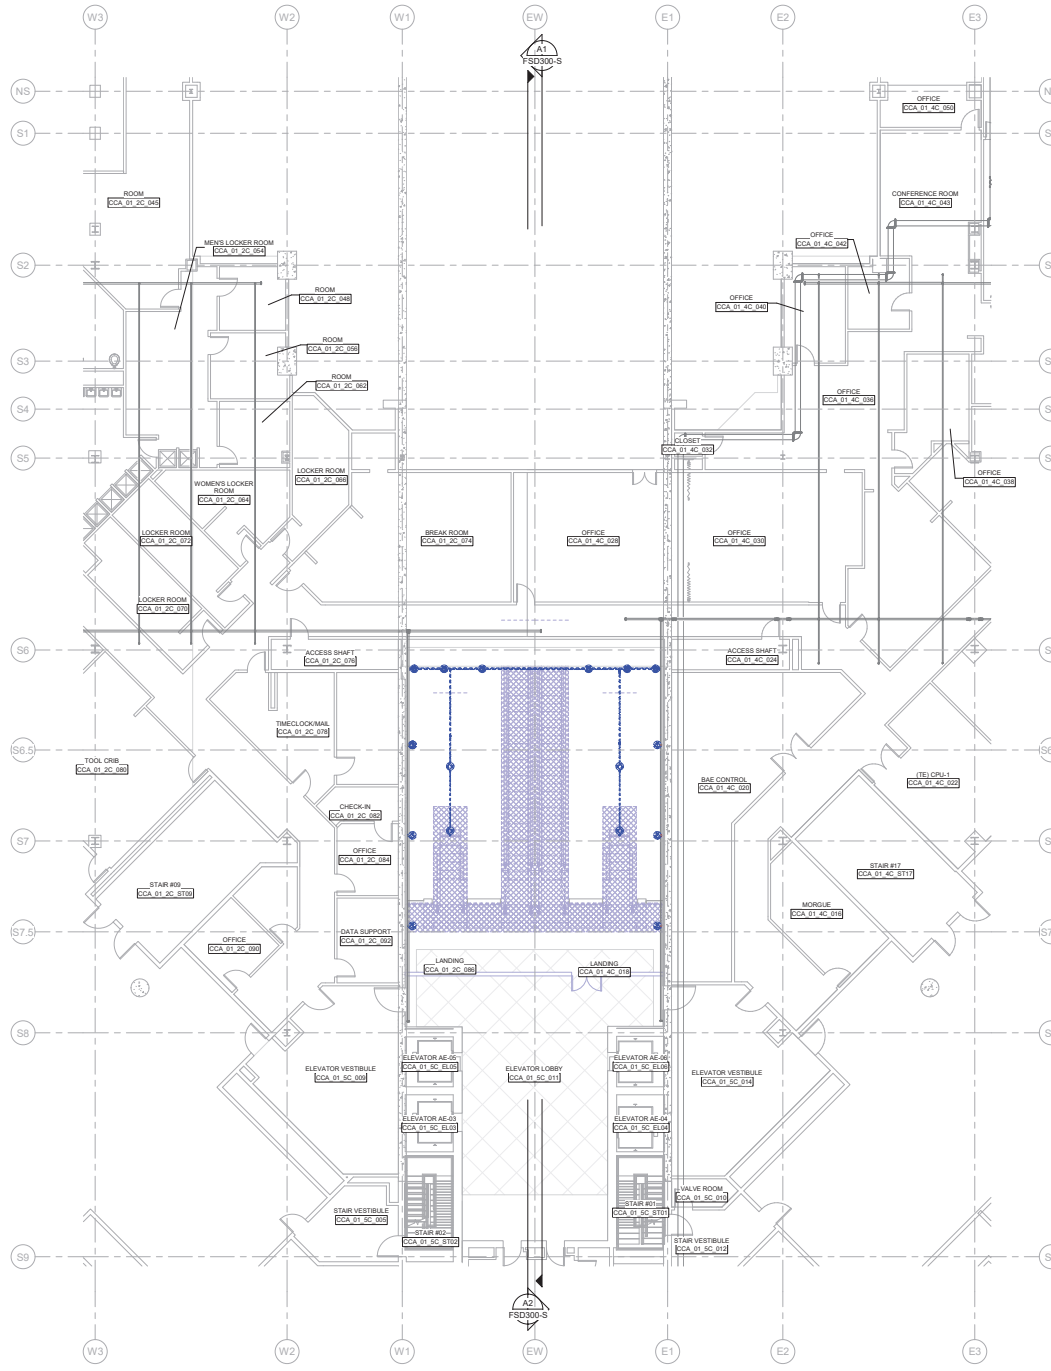 W3
W2
W1
EW
E1
E2
E3
A1
FSD300-S
NS
N
OFFICE
CCA_01_4C_050
S1
S
ROOM
CCA_01_2C_045
CONFERENCE ROOM
CCA_01_4C_043
MEN'S LOCKER ROOM
CCA_01_2C_054
OFFICE
CCA_01_4C_042
S2
S
ROOM
CCA_01_2C_048
OFFICE
CCA_01_4C_040
ROOM
CCA_01_2C_056
S3
S
ROOM
CCA_01_2C_062
OFFICE
CCA_01_4C_036
S4
S
CLOSET
CCA_01_4C_032
S5
S
LOCKER ROOM
CCA_01_2C_066
OFFICE
CCA_01_4C_038
WOMEN'S LOCKER
ROOM
CCA_01_2C_064
LOCKER ROOM
CCA_01_2C_072
BREAK ROOM
CCA_01_2C_074
OFFICE
CCA_01_4C_028
OFFICE
CCA_01_4C_030
LOCKER ROOM
CCA_01_2C_070
S6
S
ACCESS SHAFT
CCA_01_2C_076
ACCESS SHAFT
CCA_01_4C_024
TIMECLOCK/MAIL
CCA_01_2C_078
S6.5
S6
TOOL CRIB
CCA_01_2C_080
BAE CONTROL
CCA_01_4C_020
(TE) CPU-1
CCA_01_4C_022
CHECK-IN
CCA_01_2C_082
S7
S
OFFICE
CCA_01_2C_084
STAIR #09
CCA_01_2C_ST09
STAIR #17
CCA_01_4C_ST17
MORGUE
CCA_01_4C_016
S7.5
S7
OFFICE
CCA_01_2C_090
DATA SUPPORT
CCA_01_2C_092
LANDING
CCA_01_2C_086
LANDING
CCA_01_4C_018
S8
S
ELEVATOR VESTIBULE
CCA_01_5C_009
ELEVATOR AE-05
CCA_01_5C_EL05
ELEVATOR LOBBY
CCA_01_5C_011
ELEVATOR AE-06
CCA_01_5C_EL06
ELEVATOR VESTIBULE
CCA_01_5C_014
ELEVATOR AE-03
CCA_01_5C_EL03
ELEVATOR AE-04
CCA_01_5C_EL04
VALVE ROOM
CCA_01_5C_010
STAIR VESTIBULE
CCA_01_5C_005
STAIR #01
CCA_01_5C_ST01
STAIR #02
CCA_01_5C_ST02
STAIR VESTIBULE
CCA_01_5C_012
S9
S
A2
FSD300-S
W3
W2
W1
EW
E1
E2
E3